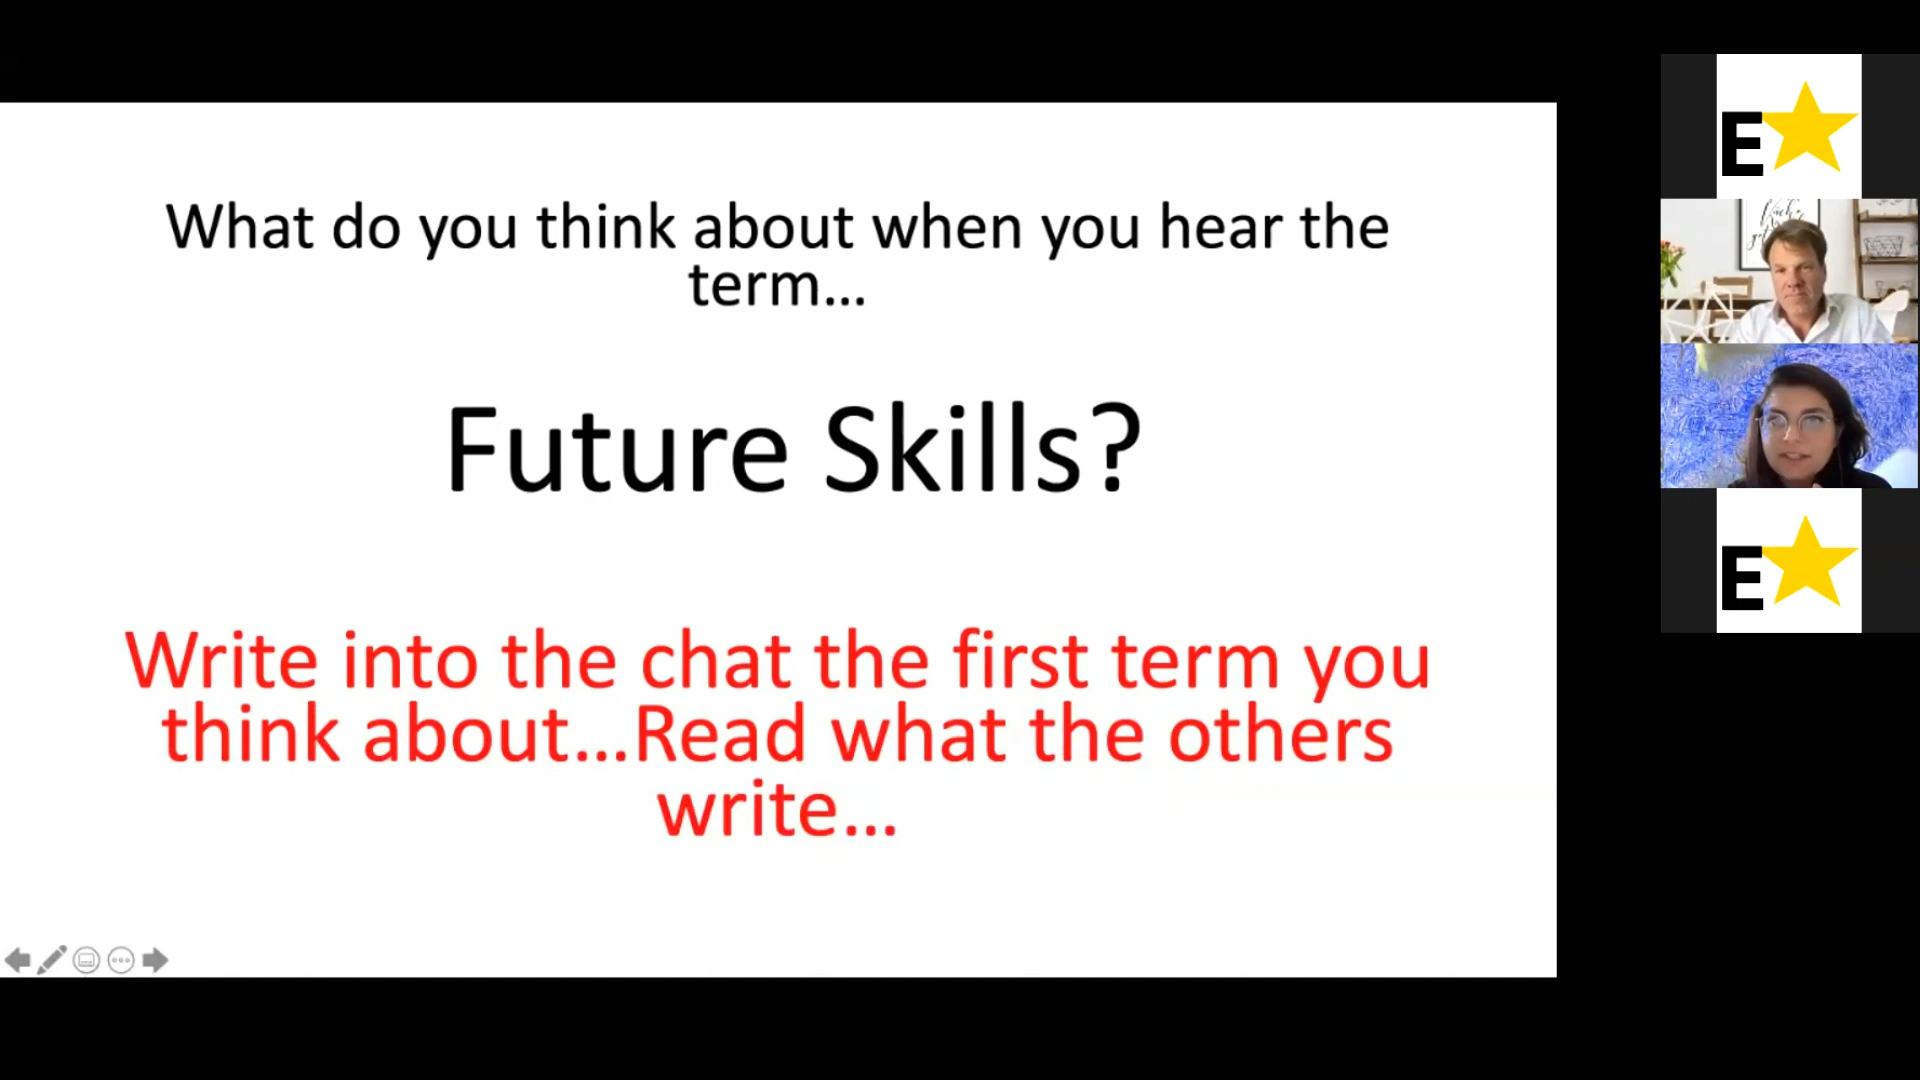 What do you think about when you hear the
term...
Future Skills?
Write into the chat the first term you
think about...Read what the others
write...
E
E